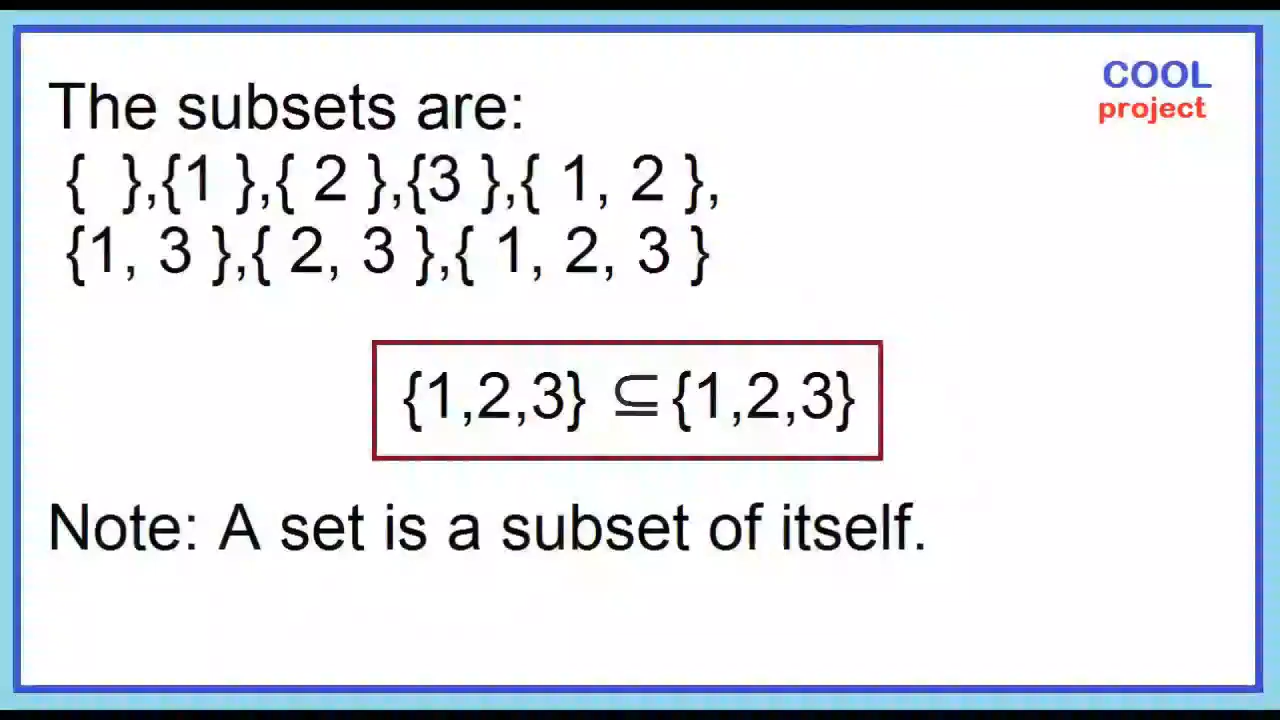 COOL
project
The subsets are:
{  },{1 },{ 2 },{3 },{ 1, 2 },
{1, 3 },{ 2, 3 },{ 1, 2, 3 }
{1,2,3} ⊆ {1,2,3}
Note: A set is a subset of itself.